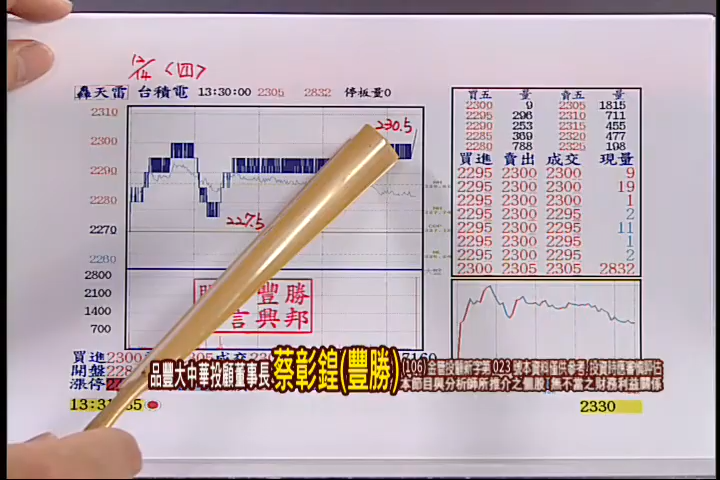 12/14 〈四〉
轟天雷 台積電 13:30:00 2305 2832 停板量0
2310
2300
2290
2280
2270
2260
2800
2100
1400
700
230.5
227.5
豐勝
言興邦
買五 量 賣五 量
2300 9 2305 1815
2295 296 2310 711
2290 253 2315 455
2285 369 2320 477
2280 788 2325 198
買進 賣出 成交 現量
2295 2300 2300 9
2295 2300 2300 19
2295 2300 2295 1
2295 2300 2295 2
2295 2300 2295 11
2295 2300 2295 1
2295 2300 2295 2
2300 2305 2305 2832
買進2300
開盤
漲停
品豐大中華投顧董事長 蔡彰鍠(豐勝)
(106)金管投顧新字第 023 號本資料僅供參考,投資時應審慎評估
本節目與分析師所推介之個股,無不當之財務利益關係
2330